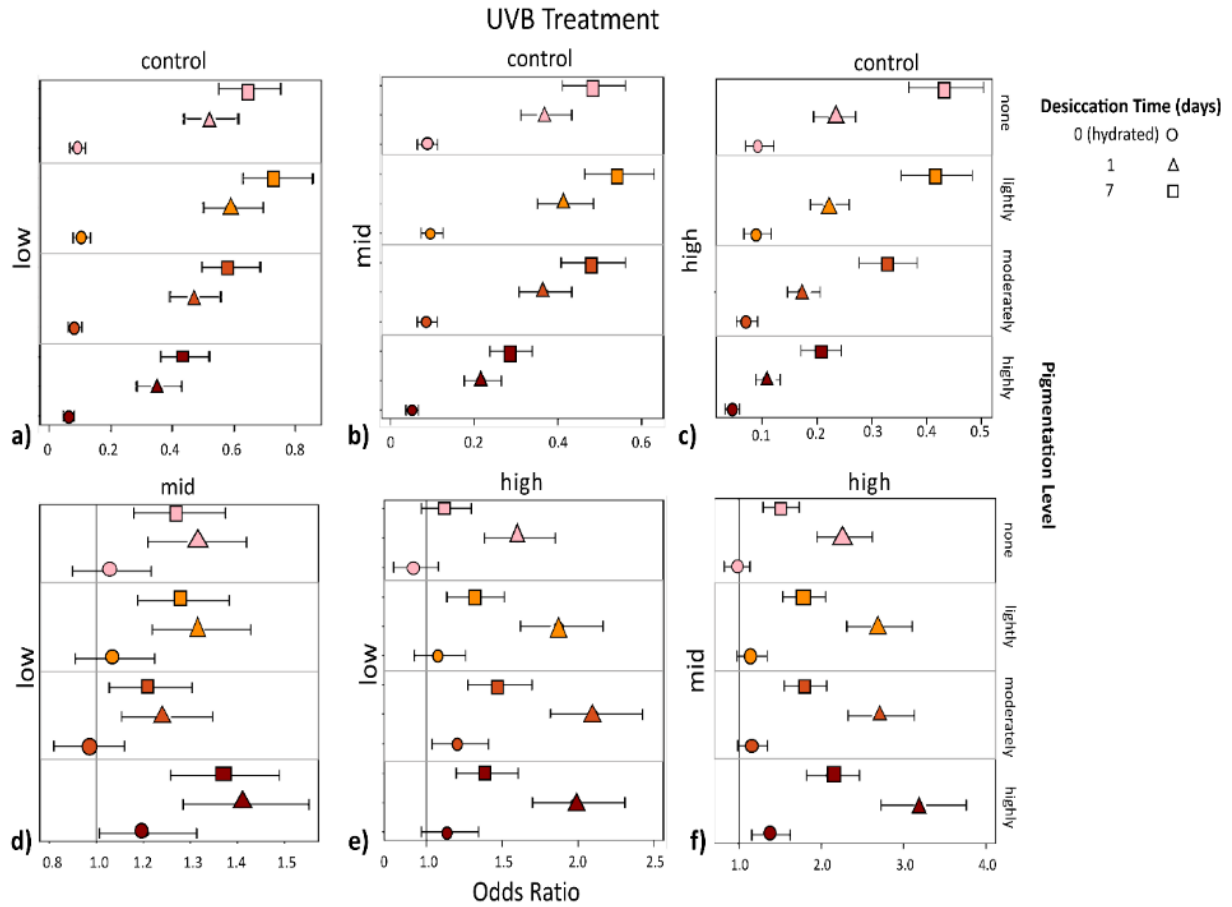 UVB Treatment
control
control
control
Desiccation Time (days)
0 (hydrated)
1
7
low
mid
high
none
lightly
moderately
highly
a)
b)
c)
0 0.2 0.4 0.6 0.8
0 0.2 0.4 0.6
0.1 0.2 0.3 0.4 0.5
Pigmentation Level
mid
high
high
low
low
mid
none
lightly
moderately
highly
d)
e)
f)
0.8 1.0 1.2 1.3 1.4 1.5
1.0 1.5 2.0 2.5
1.0 2.0 3.0 4.0
Odds Ratio